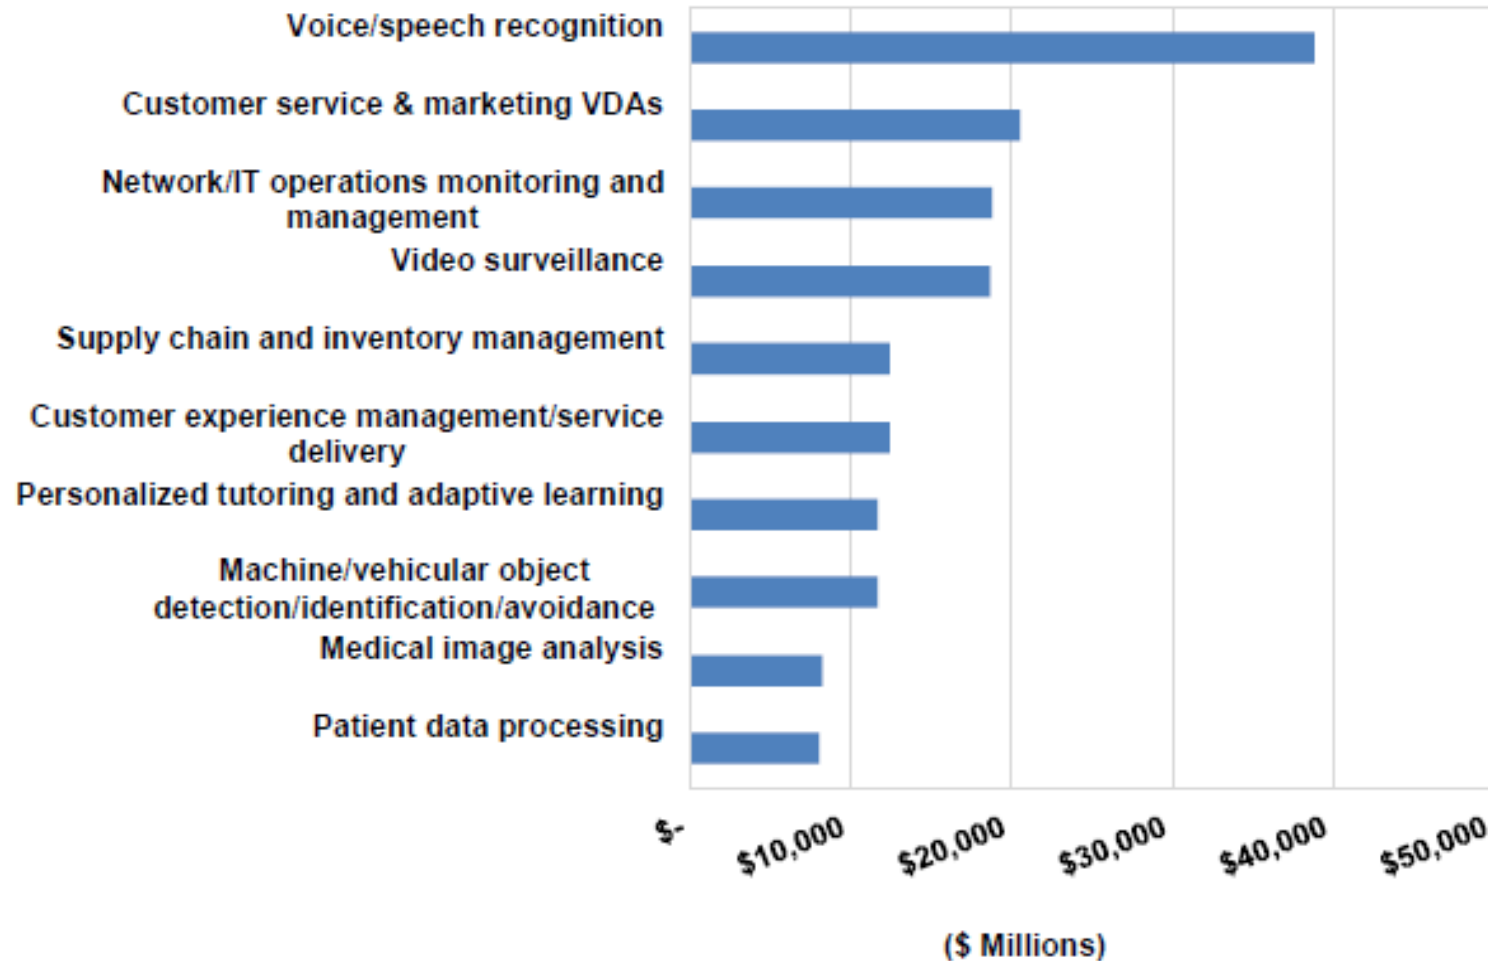 Voice/speech recognition
Customer service & marketing VDAs
Network/IT operations monitoring and
management
Video surveillance
Supply chain and inventory management
Customer experience management/service
delivery
Personalized tutoring and adaptive learning
Machine/vehicular object
detection/identification/avoidance
Medical image analysis
Patient data processing
$-
$10,000
$20,000
$30,000
$40,000
$50,000
($ Millions)